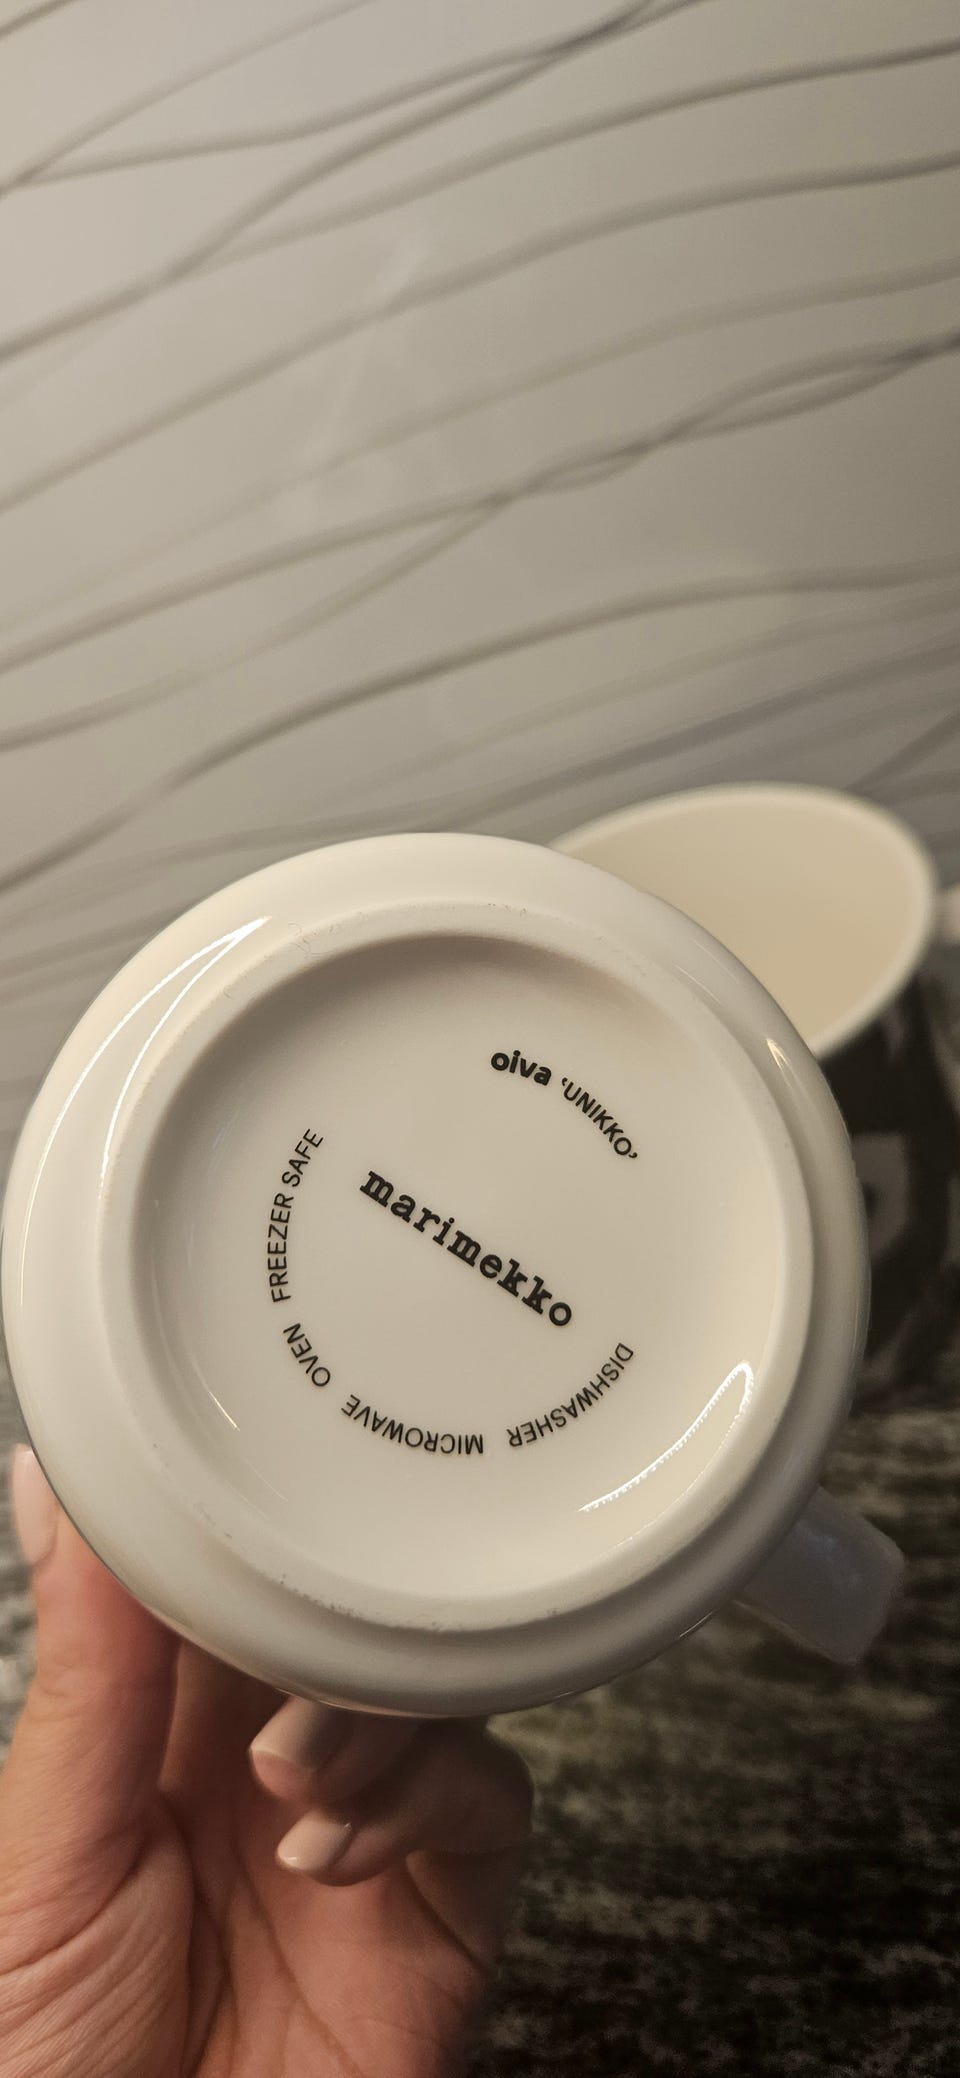 oiva ‘UNIKKO’
marimekko
DISHWASHER MICROWAVE OVEN FREEZER SAFE